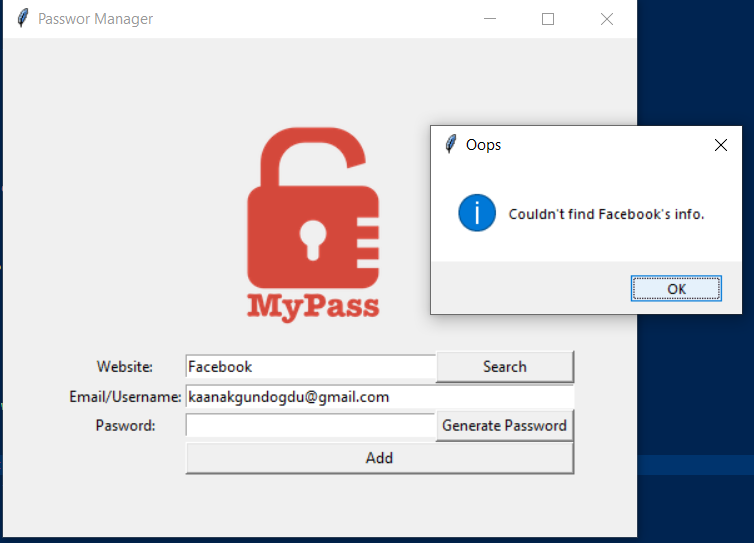 Passwor Manager
Oops
Couldn't find Facebook's info.
OK
MyPass
Website:
Facebook
Search
Email/Username:
kaanakgundogdu@gmail.com
Pasword:
Generate Password
Add